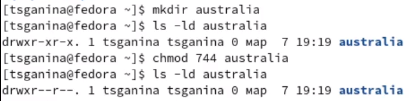 [tsganina@fedora ~]$ mkdir australia
[tsganina@fedora ~]$ ls -ld australia
drwxr-xr-x. 1 tsganina tsganina 0 мар  7 19:19 australia
[tsganina@fedora ~]$ chmod 744 australia
[tsganina@fedora ~]$ ls -ld australia
drwxr--r--. 1 tsganina tsganina 0 мар  7 19:19 australia